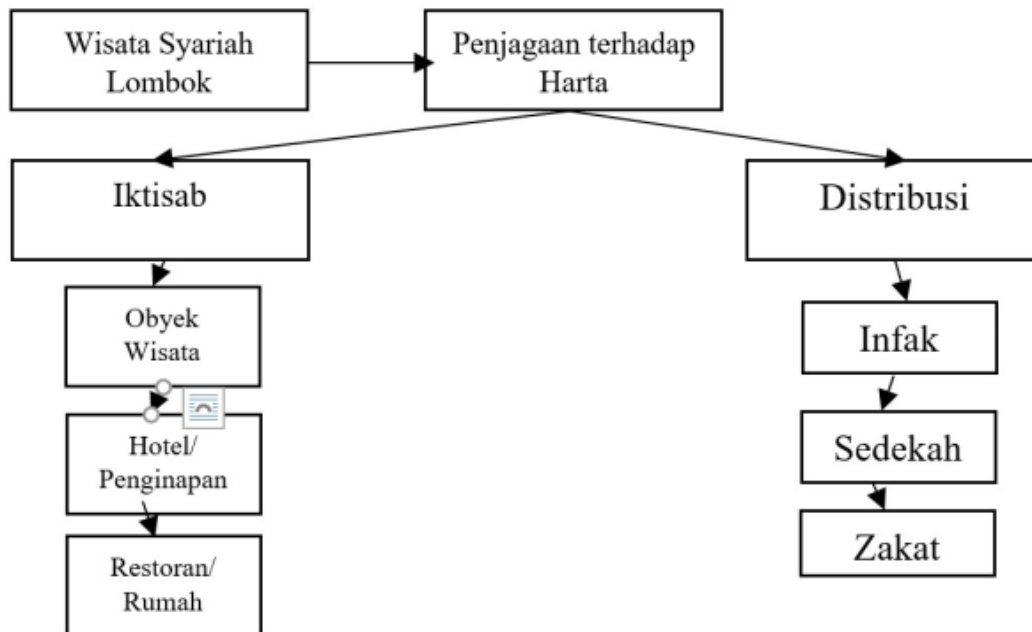 Wisata Syariah
Lombok
Penjagaan terhadap
Harta
Iktisab
Distribusi
Obyek
Wisata
Infak
Hotel/
Penginapan
Sedekah
Zakat
Restoran/
Rumah